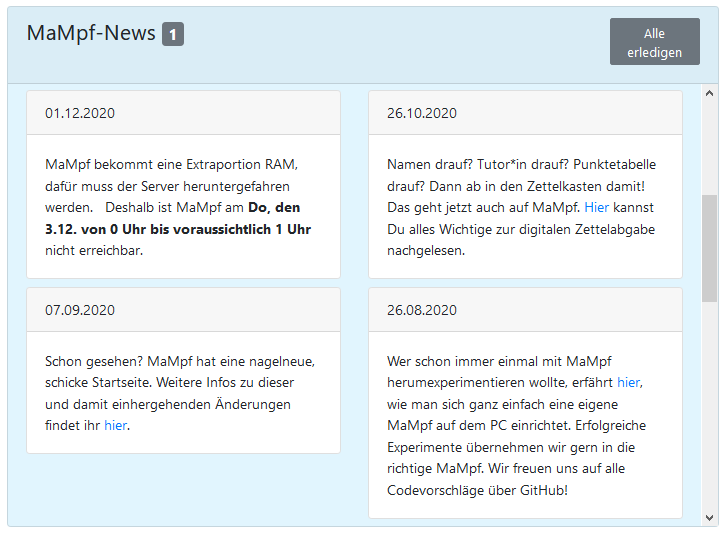 MaMpf-News 1
Alle
erledigen
01.12.2020
MaMpf bekommt eine Extraportion RAM,
dafür muss der Server heruntergefahren
werden. Deshalb ist MaMpf am Do, den
3.12. von 0 Uhr bis voraussichtlich 1 Uhr
nicht erreichbar.
26.10.2020
Namen drauf? Tutor*in drauf? Punktetabelle
drauf? Dann ab in den Zettelkasten damit!
Das geht jetzt auch auf MaMpf. Hier kannst
Du alles Wichtige zur digitalen Zettelabgabe
nachgelesen.
07.09.2020
Schon gesehen? MaMpf hat eine nagelneue,
schicke Startseite. Weitere Infos zu dieser
und damit einhergehenden Änderungen
findet ihr hier.
26.08.2020
Wer schon immer einmal mit MaMpf
herumexperimentieren wollte, erfährt hier,
wie man sich ganz einfach eine eigene
MaMpf auf dem PC einrichtet. Erfolgreiche
Experimente übernehmen wir gern in die
richtige MaMpf. Wir freuen uns auf alle
Codevorschläge über GitHub!